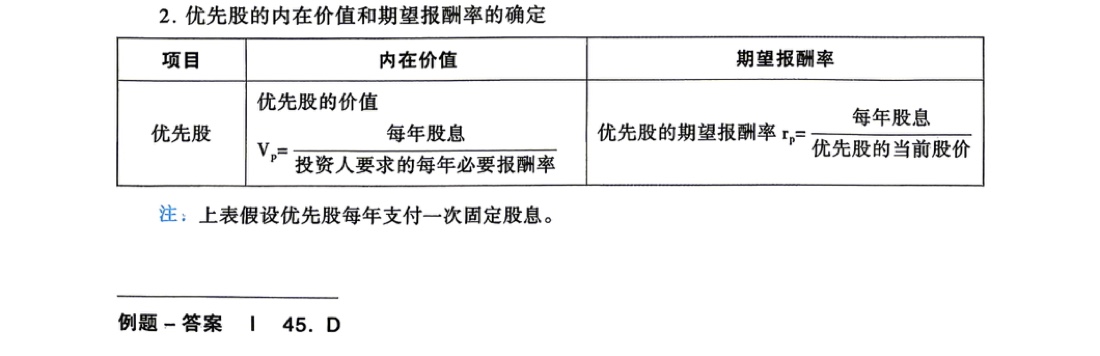 2. 优先股的内在价值和期望报酬率的确定
项目 内在价值 期望报酬率
优先股
优先股的价值
V_p= 每年股息 / 投资人要求的每年必要报酬率
优先股的期望报酬率 r_p= 每年股息 / 优先股的当前股价
注：上表假设优先股每年支付一次固定股息。
例题 – 答案 | 45. D